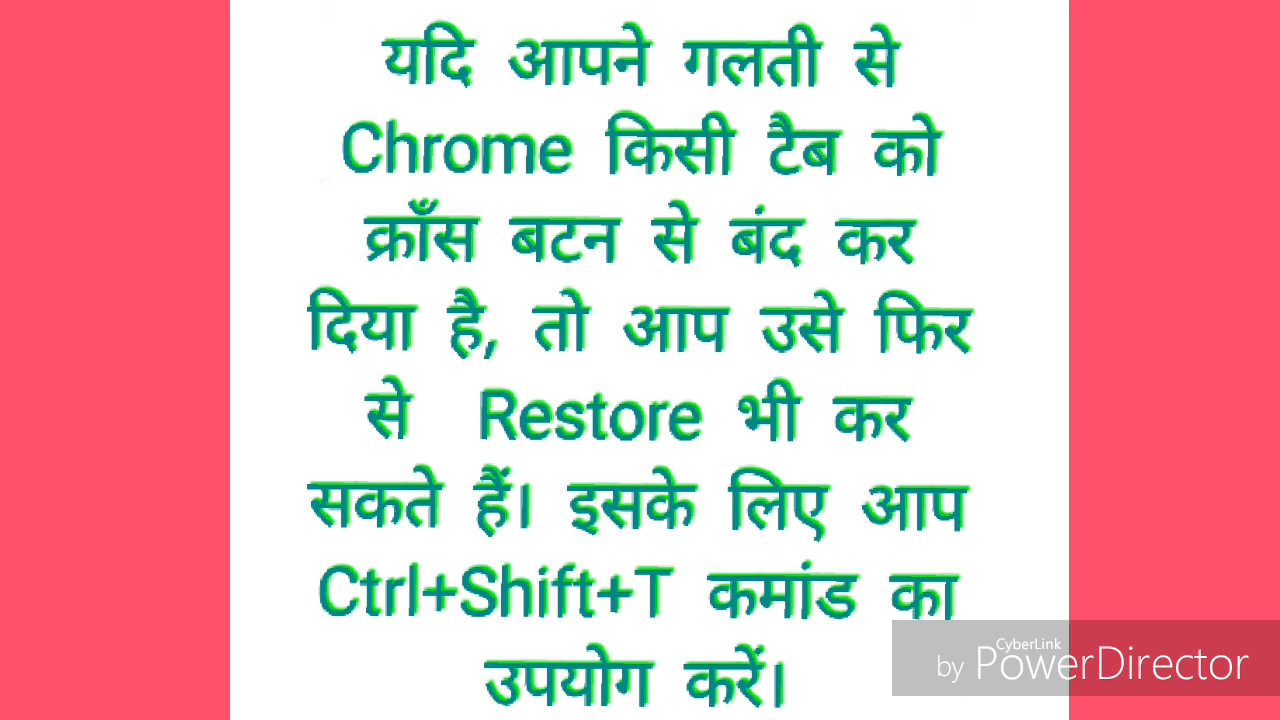 यदि आपने गलती से
Chrome किसी टैब को
क्रॉंस बटन से बंद कर
दिया है, तो आप उसे फिर
से Restore भी कर
सकते हैं। इसके लिए आप
Ctrl+Shift+T कमांड का
उपयोग करें।
CyberLink
by PowerDirector